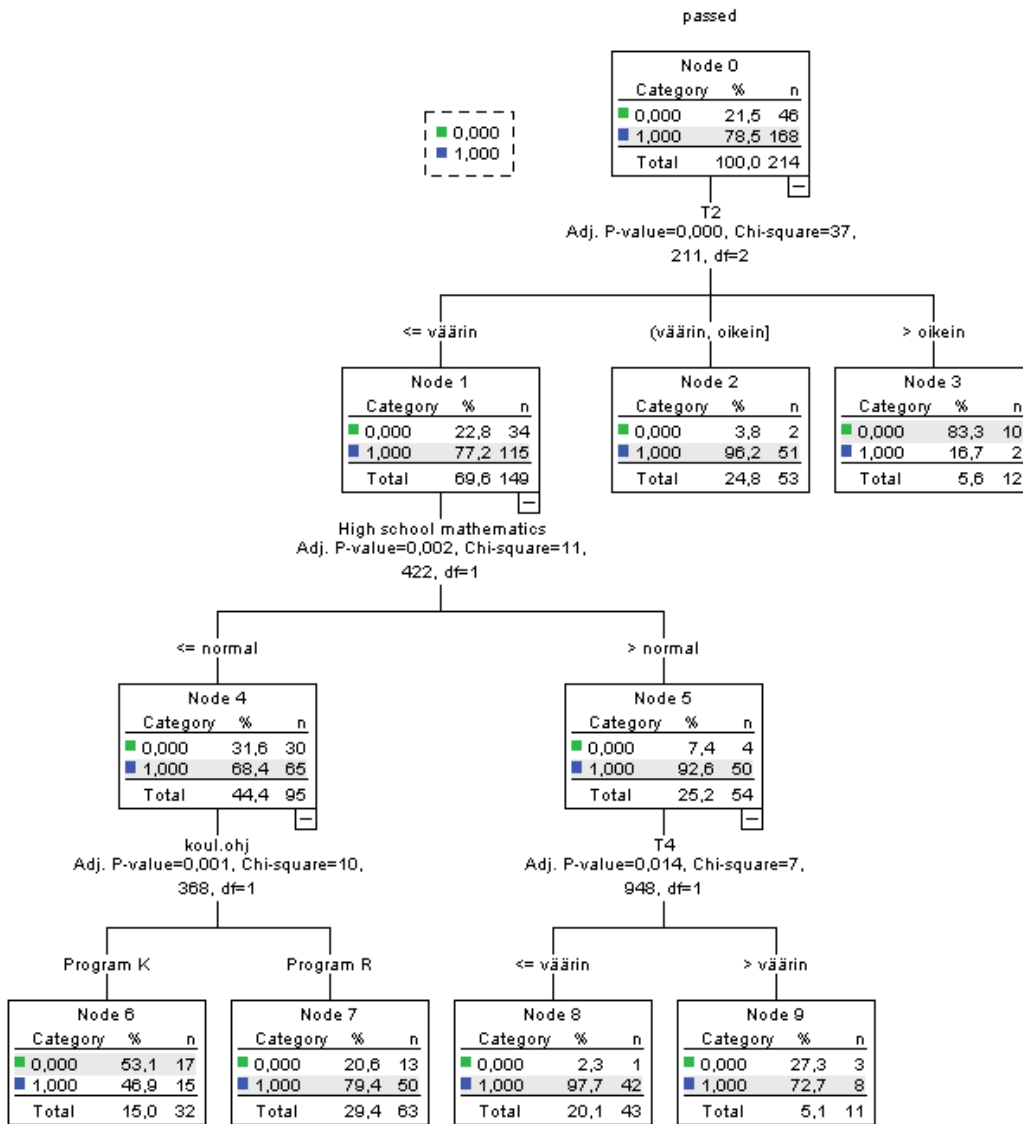 passed
Node 0
Category % n
0,000 21,5 46
1,000 78,5 168
Total 100,0 214
0,000
1,000
T2
Adj. P-value=0,000, Chi-square=37,
211, df=2
<= väärin
(väärin, oikein]
> oikein
Node 1
Category % n
0,000 22,8 34
1,000 77,2 115
Total 69,6 149
Node 2
Category % n
0,000 3,8 2
1,000 96,2 51
Total 24,8 53
Node 3
Category % n
0,000 83,3 10
1,000 16,7 2
Total 5,6 12
High school mathematics
Adj. P-value=0,002, Chi-square=11,
422, df=1
<= normal
> normal
Node 4
Category % n
0,000 31,6 30
1,000 68,4 65
Total 44,4 95
Node 5
Category % n
0,000 7,4 4
1,000 92,6 50
Total 25,2 54
koul.ohj
Adj. P-value=0,001, Chi-square=10,
368, df=1
T4
Adj. P-value=0,014, Chi-square=7,
948, df=1
Program K
Program R
<= väärin
> väärin
Node 6
Category % n
0,000 53,1 17
1,000 46,9 15
Total 15,0 32
Node 7
Category % n
0,000 20,6 13
1,000 79,4 50
Total 29,4 63
Node 8
Category % n
0,000 2,3 1
1,000 97,7 42
Total 20,1 43
Node 9
Category % n
0,000 27,3 3
1,000 72,7 8
Total 5,1 11